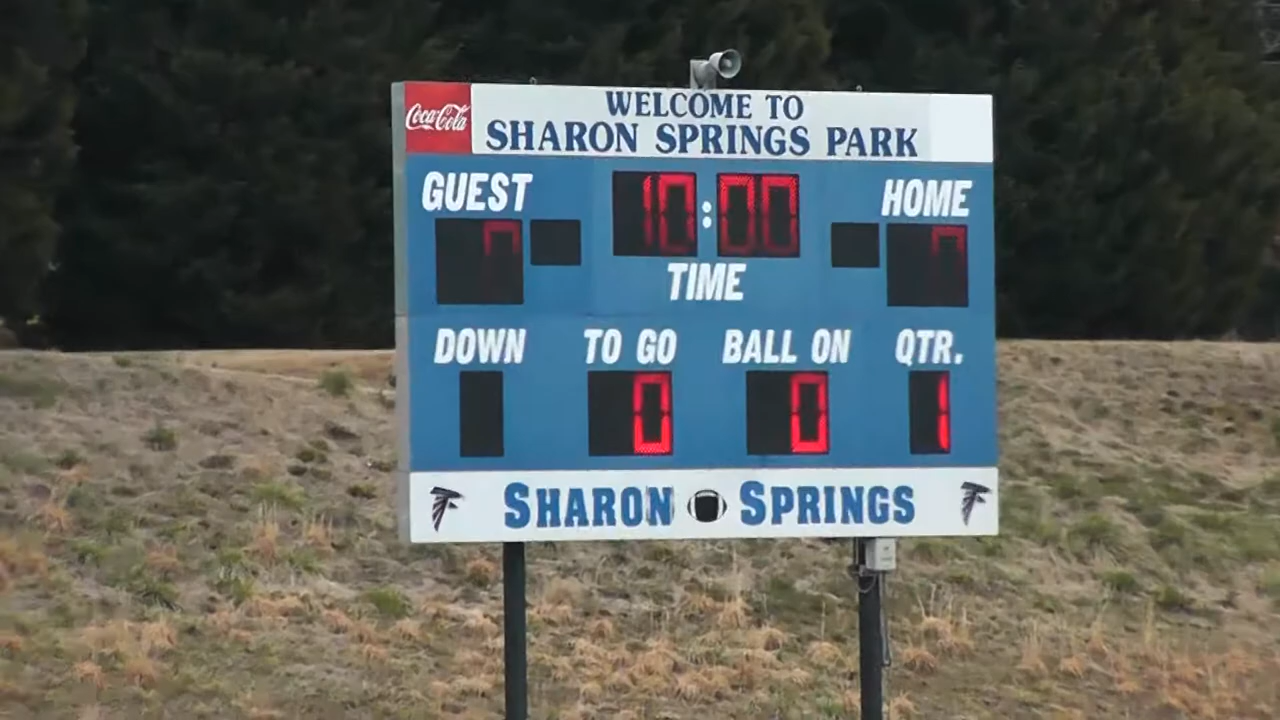 Coca-Cola
WELCOME TO
SHARON SPRINGS PARK
GUEST
10:00
HOME
TIME
DOWN
TO GO
BALL ON
QTR.
0
0
1
SHARON SPRINGS